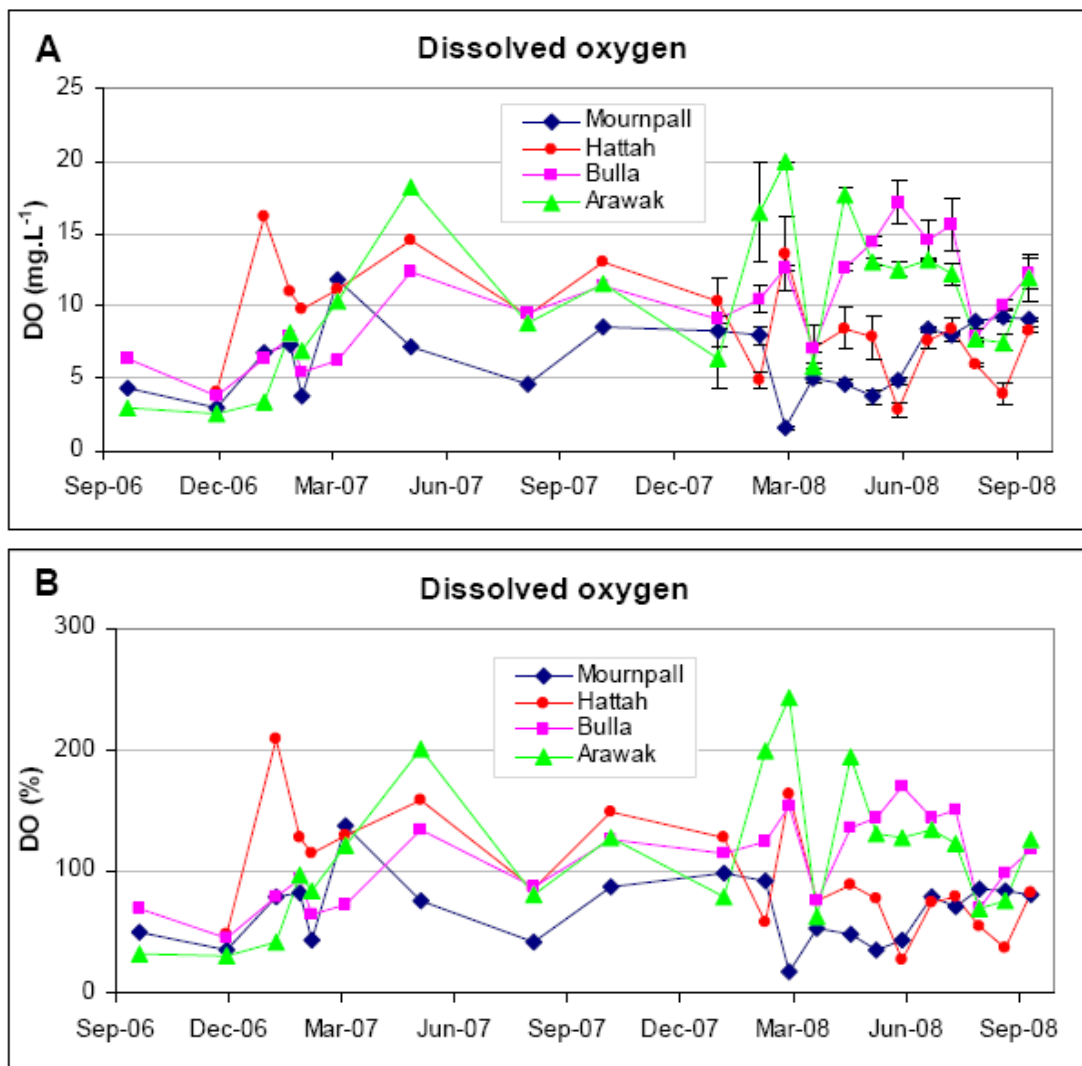 A
Dissolved oxygen
25
20
15
10
5
0
DO (mg.L⁻¹)
Mournpall
Hattah
Bulla
Arawak
Sep-06 Dec-06 Mar-07 Jun-07 Sep-07 Dec-07 Mar-08 Jun-08 Sep-08
B
Dissolved oxygen
300
200
100
0
DO (%)
Mournpall
Hattah
Bulla
Arawak
Sep-06 Dec-06 Mar-07 Jun-07 Sep-07 Dec-07 Mar-08 Jun-08 Sep-08